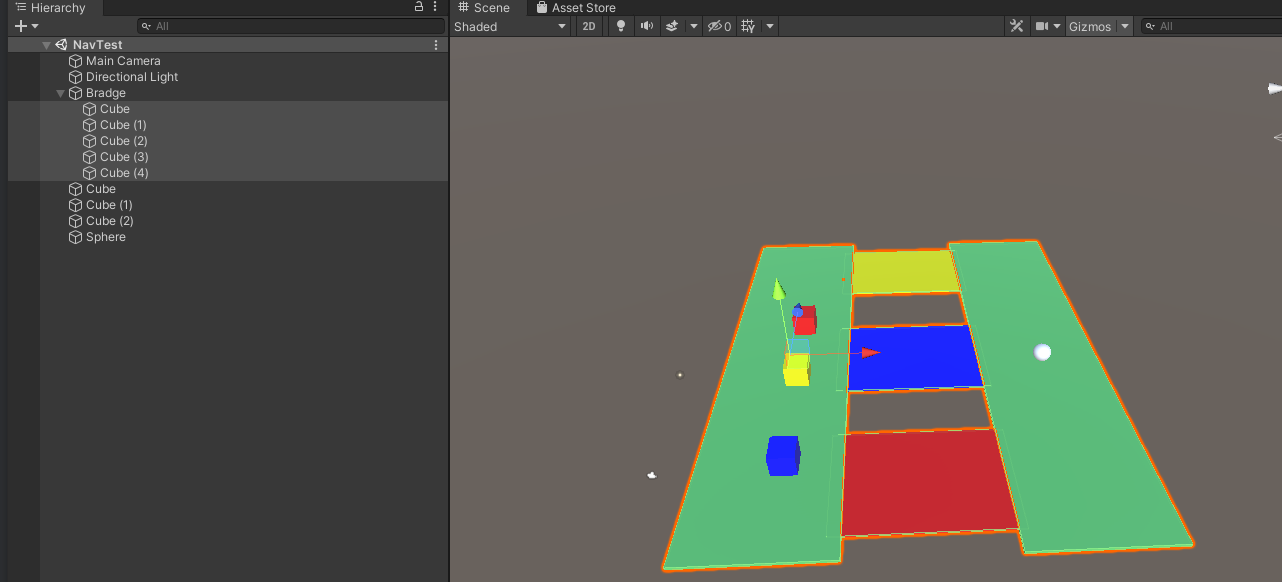 Hierarchy
All
NavTest
Main Camera
Directional Light
Bradge
Cube
Cube (1)
Cube (2)
Cube (3)
Cube (4)
Cube
Cube (1)
Cube (2)
Sphere
Scene
Asset Store
Shaded
2D
0
Gizmos
All